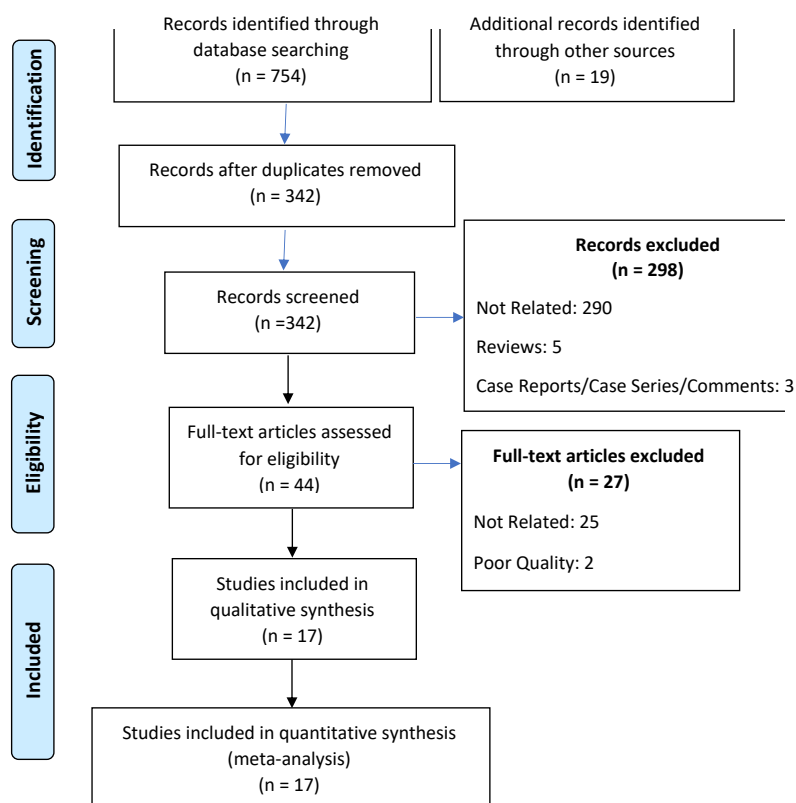 Records identified through
database searching
(n = 754)
Additional records identified
through other sources
(n = 19)
Identification
Records after duplicates removed
(n = 342)
Screening
Records screened
(n =342)
Records excluded
(n = 298)
Not Related: 290
Reviews: 5
Case Reports/Case Series/Comments: 3
Eligibility
Full-text articles assessed
for eligibility
(n = 44)
Full-text articles excluded
(n = 27)
Not Related: 25
Poor Quality: 2
Included
Studies included in
qualitative synthesis
(n = 17)
Studies included in quantitative synthesis
(meta-analysis)
(n = 17)